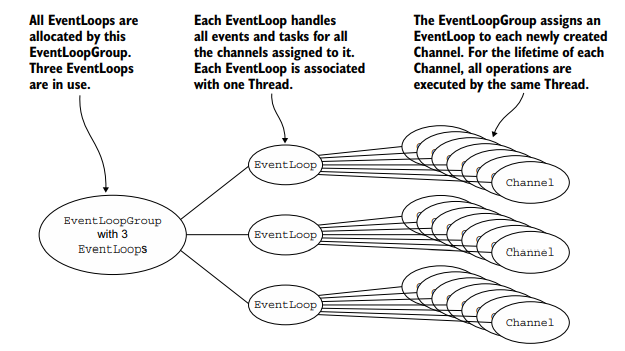 All EventLoops are
allocated by this
EventLoopGroup.
Three EventLoops
are in use.
Each EventLoop handles
all events and tasks for all
the channels assigned to it.
Each EventLoop is associated
with one Thread.
The EventLoopGroup assigns an
EventLoop to each newly created
Channel. For the lifetime of each
Channel, all operations are
executed by the same Thread.
EventLoopGroup
with 3
EventLoops
EventLoop
Channel
EventLoop
Channel
EventLoop
Channel